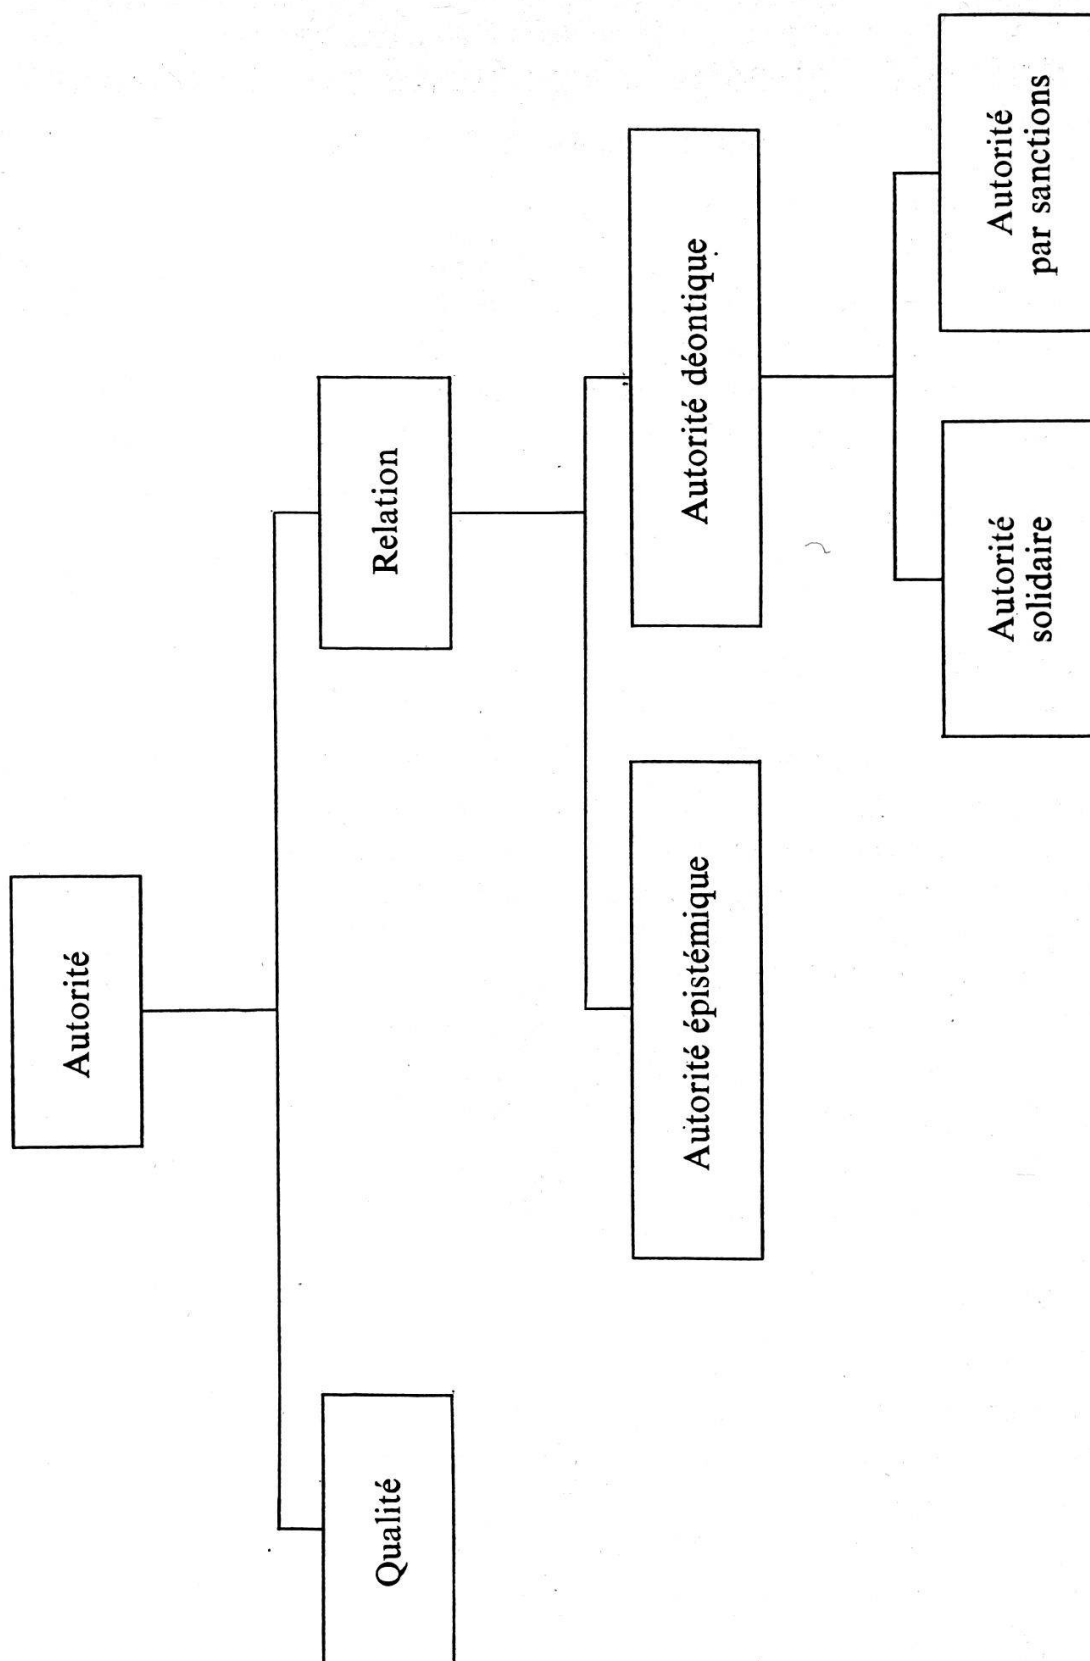 Autorité
Qualité
Relation
Autorité épistémique
Autorité déontique
Autorité
solidaire
Autorité
par sanctions